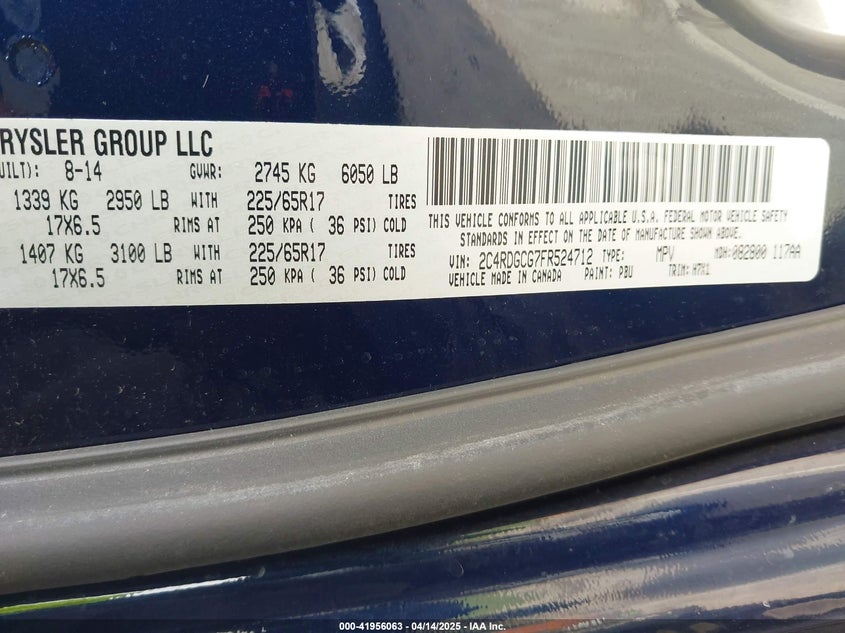 RYSLER GROUP LLC
UILT): 8-14 GVWR: 2745 KG 6050 LB
1339 KG 2950 LB WITH 225/65R17 TIRES
17X6.5 RIMS AT 250 KPA ( 36 PSI) COLD
1407 KG 3100 LB WITH 225/65R17 TIRES
17X6.5 RIMS AT 250 KPA ( 36 PSI) COLD
THIS VEHICLE CONFORMS TO ALL APPLICABLE U.S.A. FEDERAL MOTOR VEHICLE SAFETY
STANDARDS IN EFFECT ON THE DATE OF MANUFACTURE SHOWN ABOVE.
VIN: 2C4RDGCG7FR524712 TYPE: MPV MDH: 082800 117AA
VEHICLE MADE IN CANADA PAINT: PBU TRIM: H7X1
000-41956063 04/14/2025 - IAA Inc.